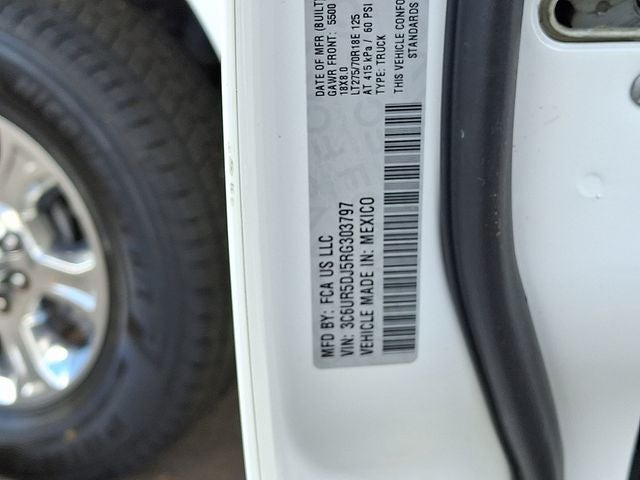 MFD BY: FCA US LLC
VIN: 3C6UR5DJ5RG303797
VEHICLE MADE IN: MEXICO
DATE OF MFR (BUILT
GAWR FRONT: 5500
18X8.0
LT275/70R18E 125
AT 415 kPa / 60 PSI
TYPE: TRUCK
THIS VEHICLE CONFO
STANDARDS